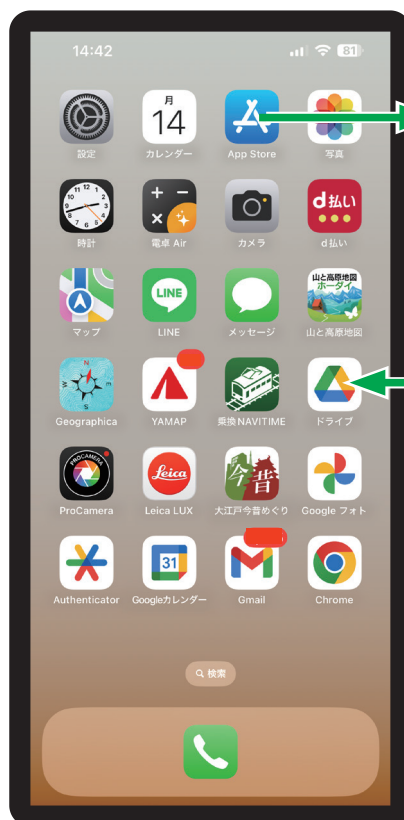 14:42
81
月
14
設定
カレンダー
App Store
写真
12
d払い
時計
電卓 Air
カメラ
d払い
LINE
山と高原地図
ホーダイ
マップ
LINE
メッセージ
山と高原地図
N
W
E
S
Geographica
YAMAP
乗換NAVITIME
ドライブ
PROCAMERA
Leica
今昔
ProCamera
Leica LUX
大江戸今昔めぐり
Google フォト
31
Authenticator
Googleカレンダー
Gmail
Chrome
検索